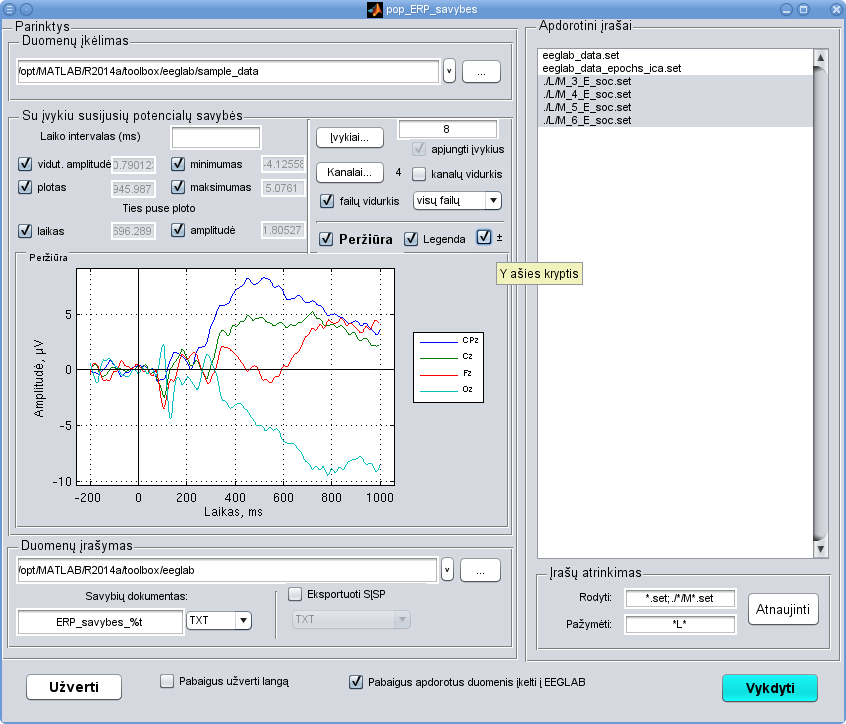 pop_ERP_savybes
Parinktys
Duomenų įkėlimas
/opt/MATLAB/R2014a/toolbox/eeglab/sample_data
v
...
Su įvykiu susijusių potencialų savybės
Laiko intervalas (ms)
vidut. amplitudė
0.79012
minimumas
-4.12558
plotas
945.987
maksimumas
5.0761
Ties puse ploto
laikas
696.289
amplitudė
1.80527
Įvykiai...
8
apjungti įvykius
Kanalai...
4
kanalų vidurkis
failų vidurkis
visų failų
Peržiūra
Legenda
±
Y ašies kryptis
Peržiūra
Amplitudė, µV
5
0
-5
-10
-200
0
200
400
600
800
1000
Laikas, ms
CPz
Cz
Fz
Oz
Duomenų įrašymas
/opt/MATLAB/R2014a/toolbox/eeglab
v
...
Savybių dokumentas:
ERP_savybes_%t
TXT
Eksportuoti SĮSP
TXT
Apdorotini įrašai
eeglab_data.set
eeglab_data_epochs_ica.set
./L/M_3_E_soc.set
./L/M_4_E_soc.set
./L/M_5_E_soc.set
./L/M_6_E_soc.set
Įrašų atrinkimas
Rodyti:
*.set;./*/M*.set
Pažymėti:
*L*
Atnaujinti
Užverti
Pabaigus užverti langą
Pabaigus apdorotus duomenis įkelti į EEGLAB
Vykdyti